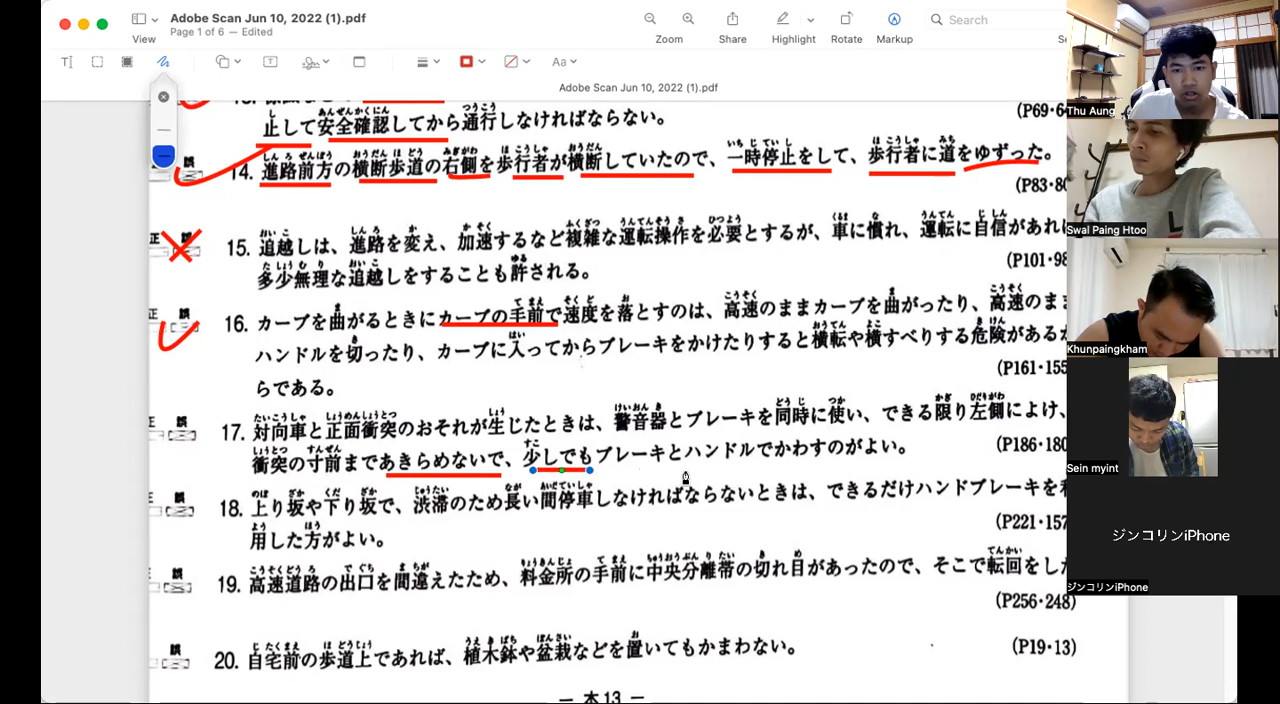 Adobe Scan Jun 10, 2022 (1).pdf
Page 1 of 6 — Edited
View
Zoom
Share
Highlight
Rotate
Markup
Search
Adobe Scan Jun 10, 2022 (1).pdf
止して安全確認してから通行しなければならない。
14. 進路前方の横断歩道の右側を歩行者が横断していたので、一時停止をして、歩行者に道をゆずった。
正 誤
15. 追越しは、進路を変え、加速するなど複雑な運転操作を必要とするが、車に慣れ、運転に自信があれ
多少無理な追越しをすることも許される。
(P101・98
正 誤
16. カーブを曲がるときにカーブの手前で速度を落とすのは、高速のままカーブを曲がったり、高速のま
ハンドルを切ったり、カーブに入ってからブレーキをかけたりすると横転や横すべりする危険がある
(P161・155
らである。
正 誤
17. 対向車と正面衝突のおそれが生じたときは、警音器とブレーキを同時に使い、できる限り左側によけ、
衝突の寸前まであきらめないで、少しでもブレーキとハンドルでかわすのがよい。
(P186・180
誤
18. 上り坂や下り坂で、渋滞のため長い間停車しなければならないときは、できるだけハンドブレーキを利
用した方がよい。
(P221・157
誤
19. 高速道路の出口を間違えたため、料金所の手前に中央分離帯の切れ目があったので、そこで転回をした
(P256・248)
誤
20. 自宅前の歩道上であれば、植木鉢や盆栽などを置いてもかまわない。
(P19・13)
— 本13 —
Thu Aung
Swal Paing Htoo
Khunpaingkham
Sein myint
ジンコリンiPhone
ジンコリンiPhone